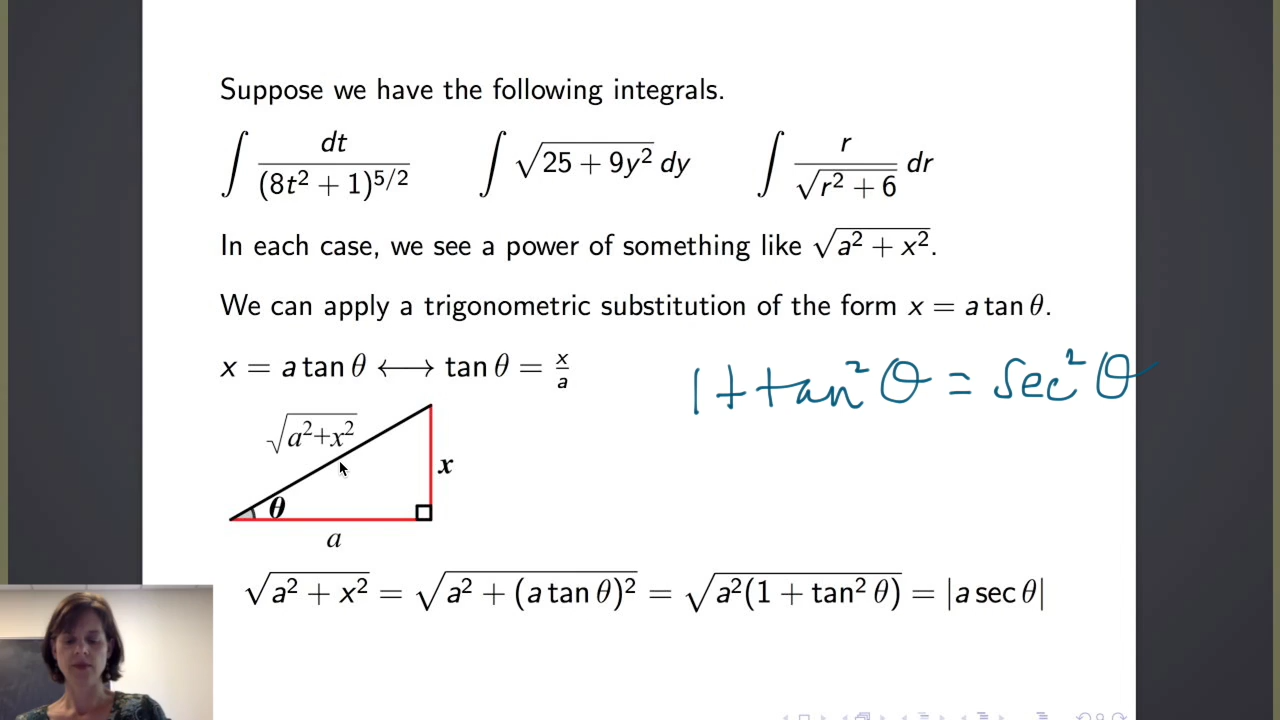 Suppose we have the following integrals.
∫ dt/(8t² + 1)^{5/2} ∫ √(25 + 9y²) dy ∫ r/√(r² + 6) dr
In each case, we see a power of something like √(a² + x²).
We can apply a trigonometric substitution of the form x = a tan θ.
x = a tan θ ⟷ tan θ = x/a
1 + tan² θ = sec² θ
√(a²+x²)
x
θ
a
√(a² + x²) = √(a² + (a tan θ)²) = √(a²(1 + tan² θ)) = |a sec θ|